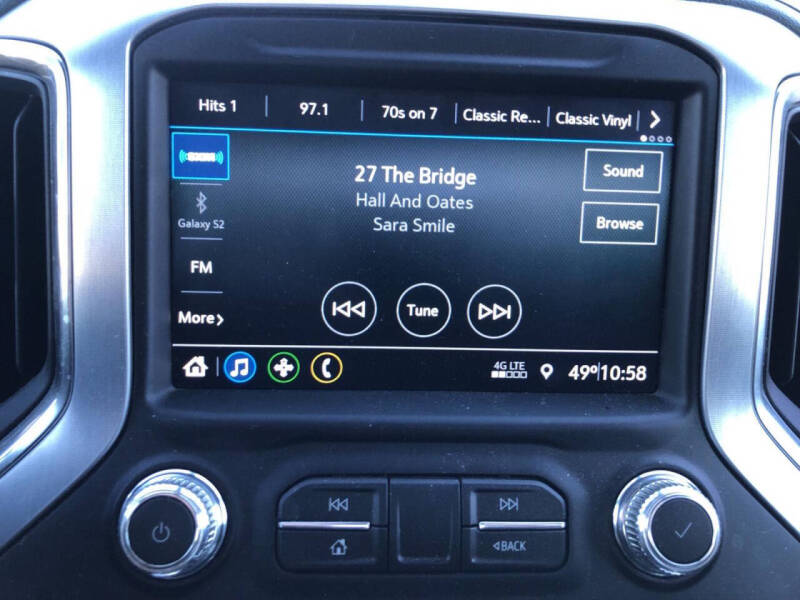 Hits 1
97.1
70s on 7
Classic Re...
Classic Vinyl
27 The Bridge
Hall And Oates
Sara Smile
Sound
Browse
Galaxy S2
FM
More
Tune
4G LTE
49° 10:58
BACK